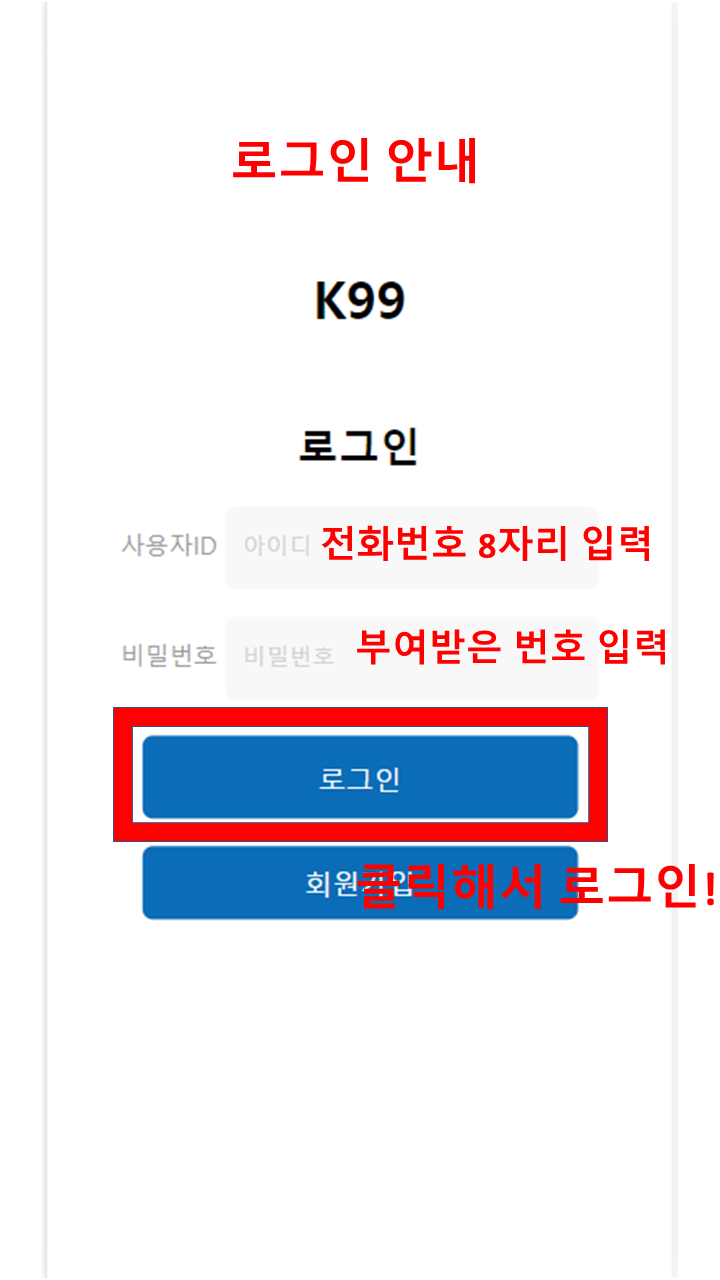 로그인 안내
K99
로그인
사용자ID 아이디 전화번호 8자리 입력
비밀번호 비밀번호 부여받은 번호 입력
로그인
회원가입
클릭해서 로그인!